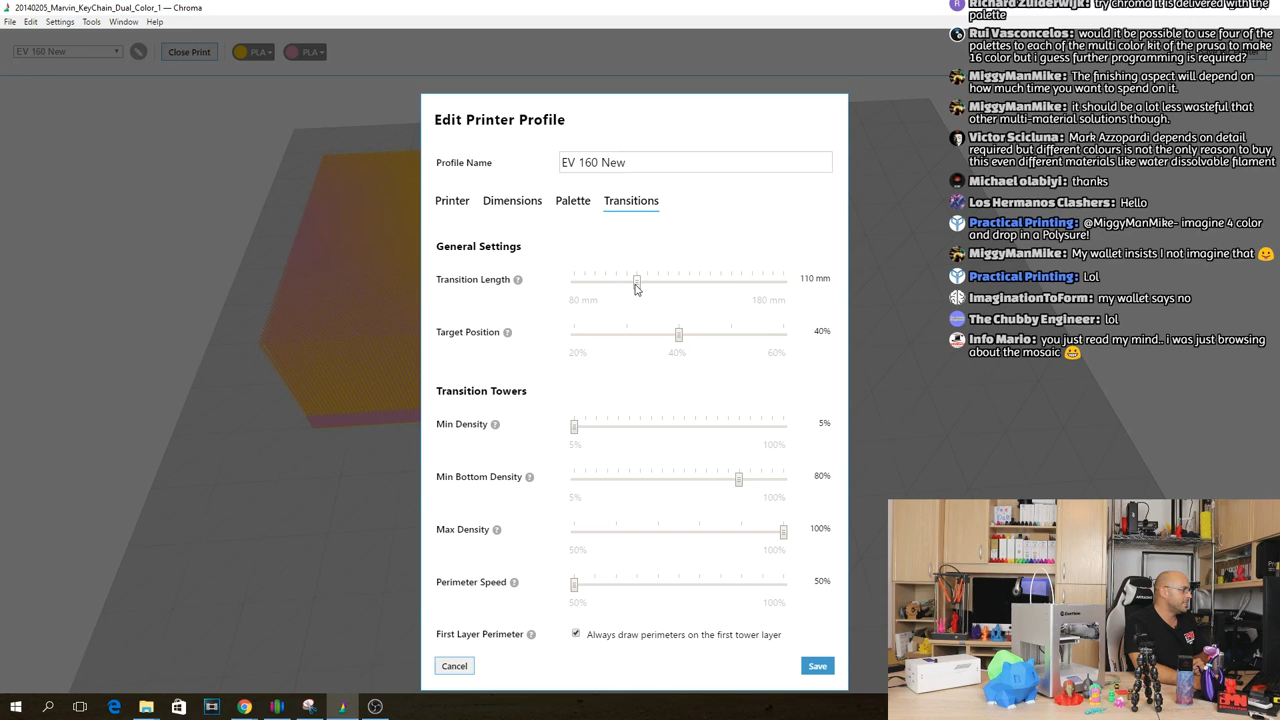 20140205_Marvin_KeyChain_Dual_Color_1 — Chroma
File Edit Settings Tools Window Help
EV 160 New
Close Print
PLA
PLA
Edit Printer Profile
Profile Name
EV 160 New
Printer Dimensions Palette Transitions
General Settings
Transition Length ?
110 mm
80 mm 180 mm
Target Position ?
40%
20% 40% 60%
Transition Towers
Min Density ?
5%
5% 100%
Min Bottom Density ?
80%
5% 100%
Max Density ?
100%
50% 100%
Perimeter Speed ?
50%
50% 100%
First Layer Perimeter ?
Always draw perimeters on the first tower layer
Cancel Save
Richard Zuiderwijk: try chroma it is delivered with the
palette
Rui Vasconcelos: would it be possible to use four of the
palettes to each of the multi color kit of the prusa to make
16 color but i guess further programming is required?
MiggyManMike: The finishing aspect will depend on
how much time you want to spend on it.
MiggyManMike: it should be a lot less wasteful that
other multi-material solutions though.
Victor Scicluna: Mark Azzopardi depends on detail
required but different colours is not the only reason to buy
this even different materials like water dissolvable filament
Michael olabiyi: thanks
Los Hermanos Clashers: Hello
Practical Printing: @MiggyManMike- imagine 4 color
and drop in a Polysure!
MiggyManMike: My wallet insists I not imagine that
Practical Printing: Lol
ImaginationToForm: my wallet says no
The Chubby Engineer: lol
Info Mario: you just read my mind.. i was just browsing
about the mosaic